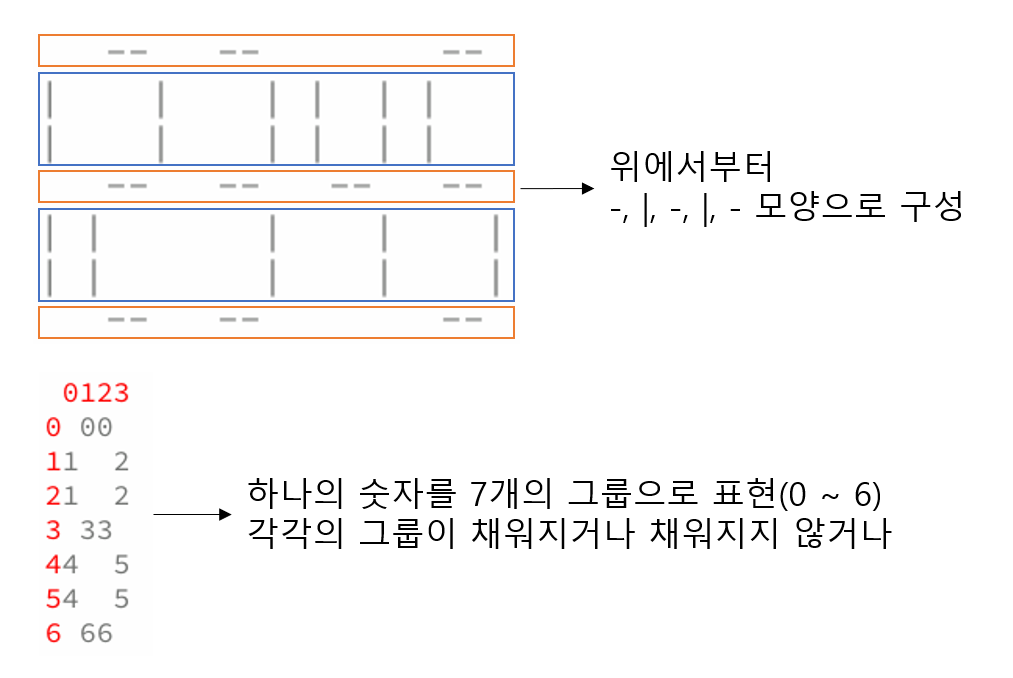 --   --        --
|    |    | |  | |
|    |    | |  | |
   --   --   --   --
| |       |    |    |
| |       |    |    |
   --   --        --
위에서부터
-, |, -, |, - 모양으로 구성
 0123
0 00
11  2
21  2
3 33
44  5
54  5
6 66
하나의 숫자를 7개의 그룹으로 표현(0 ~ 6)
각각의 그룹이 채워지거나 채워지지 않거나